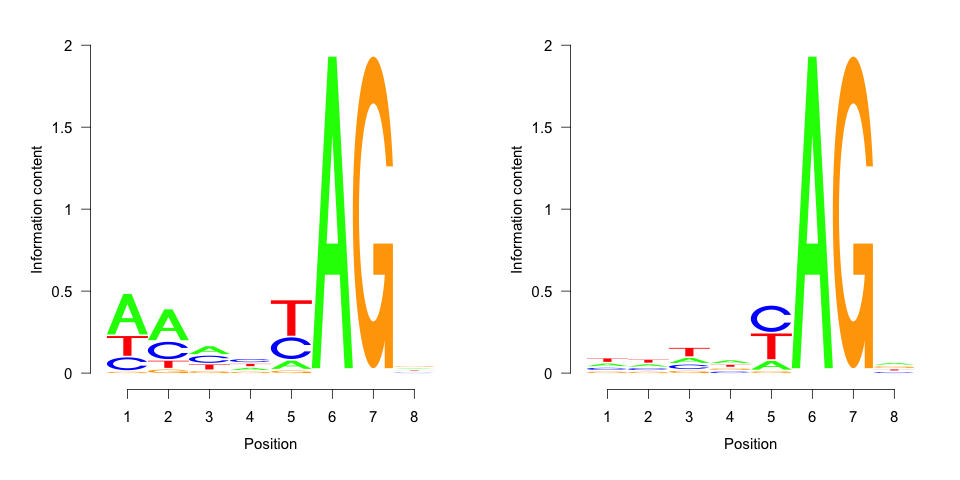 2
1.5
1
0.5
0
Information content
A A A C T A G
T C C A C
C T T T A
1 2 3 4 5 6 7 8
Position
2
1.5
1
0.5
0
Information content
T T T A C A G
A A A T T
C C C A
1 2 3 4 5 6 7 8
Position